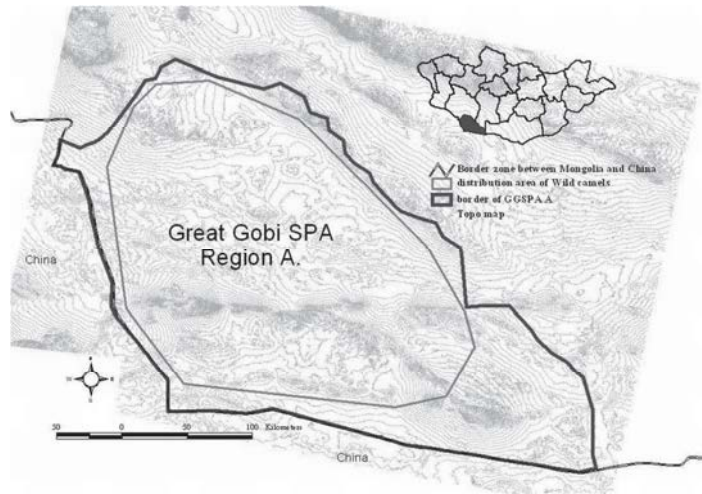 Border zone between Mongolia and China
distribution area of Wild camels
border of GGSPA A
Topo map
Great Gobi SPA
Region A.
China
50 0 50 100 Kilometers
China